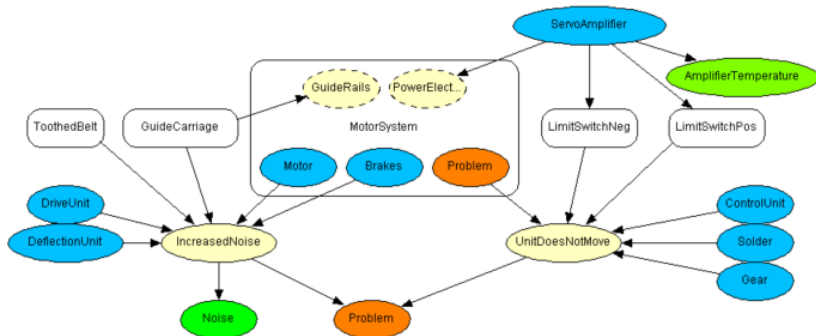 ServoAmplifier
GuideRails
PowerElect...
AmplifierTemperature
ToothedBelt
GuideCarriage
MotorSystem
LimitSwitchNeg
LimitSwitchPos
Motor
Brakes
Problem
DriveUnit
ControlUnit
DeflectionUnit
IncreasedNoise
UnitDoesNotMove
Solder
Gear
Noise
Problem